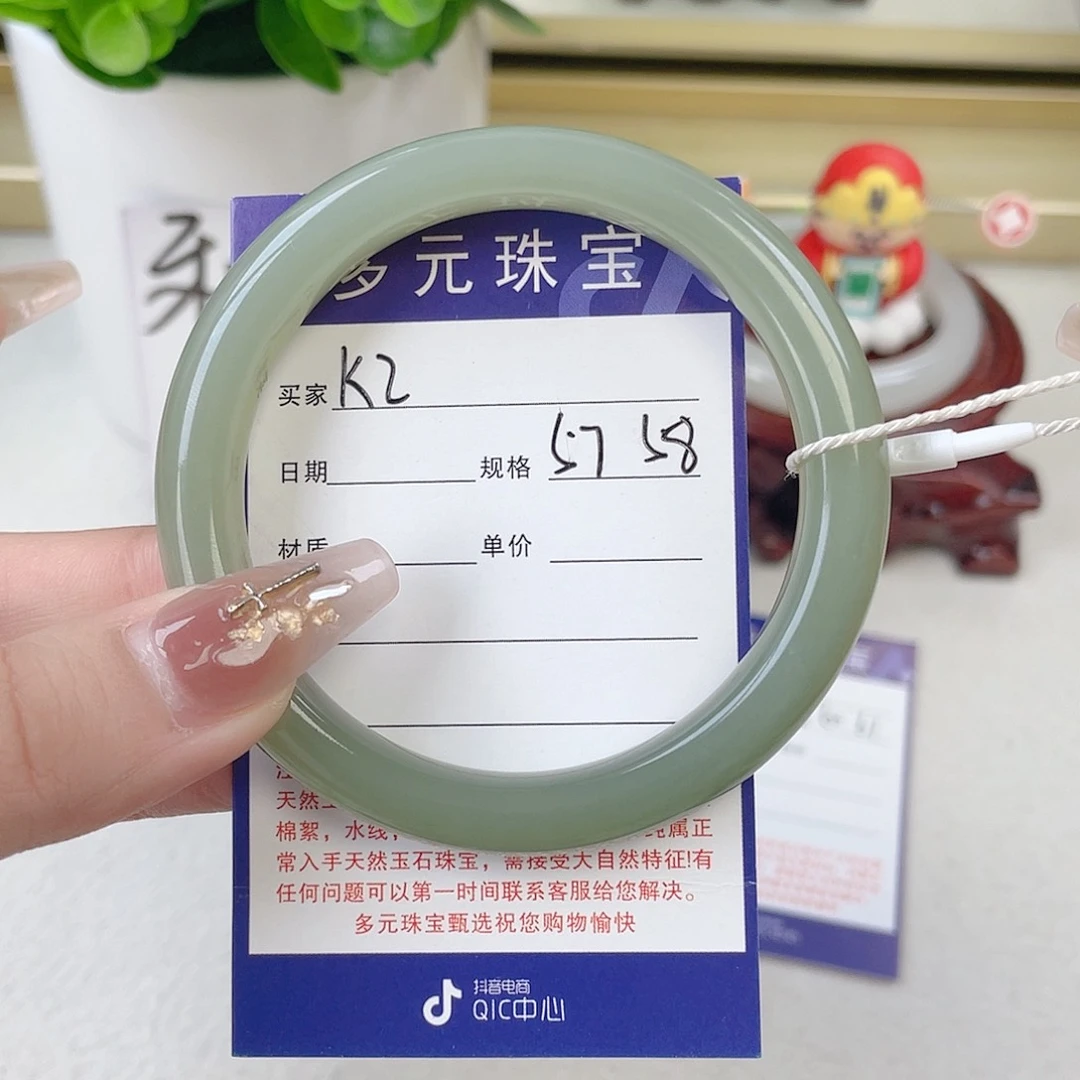 多元珠宝
买家 K2
日期 规格 57 58
材质 单价
天然
棉絮，水线， 纯属正
常入手天然玉石珠宝，需接受大自然特征!有
任何问题可以第一时间联系客服给您解决。
多元珠宝甄选祝您购物愉快
抖音电商
QIC中心